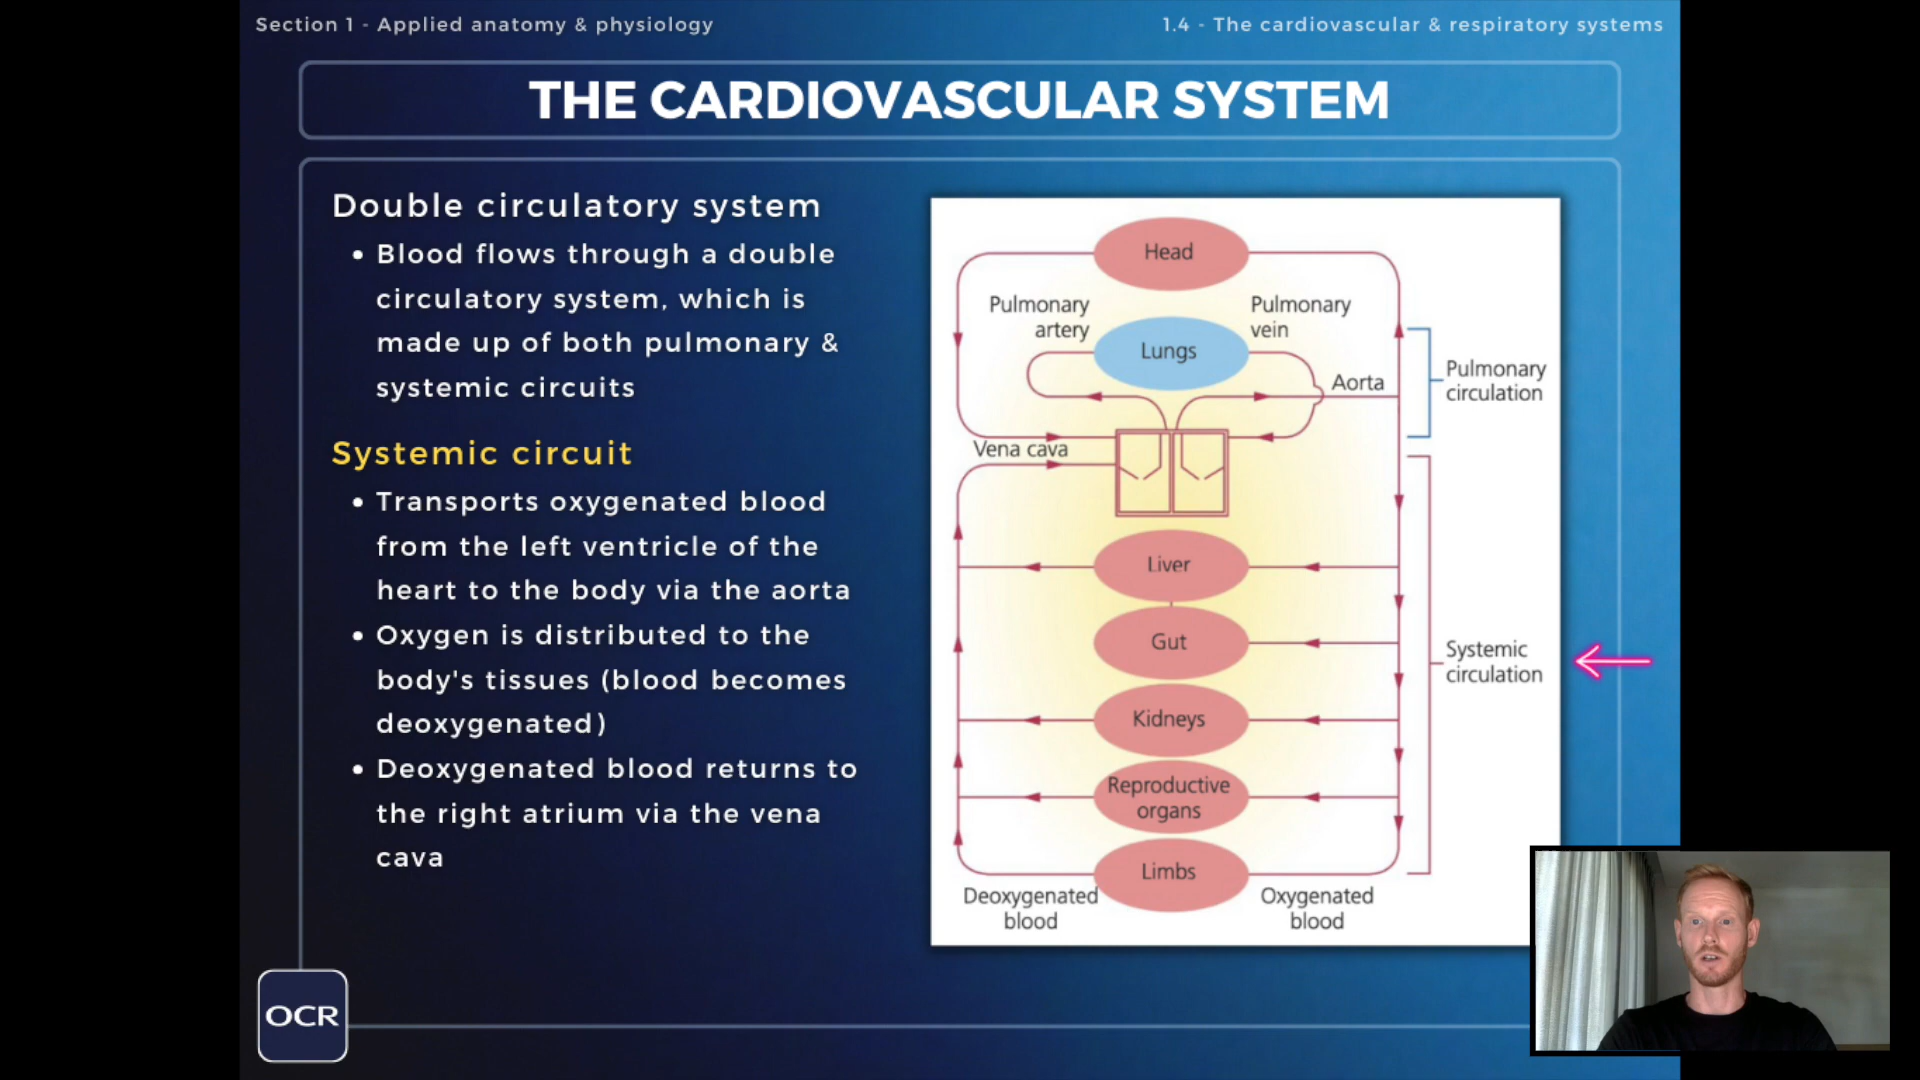 Section 1 - Applied anatomy & physiology
1.4 - The cardiovascular & respiratory systems
THE CARDIOVASCULAR SYSTEM
Double circulatory system
• Blood flows through a double
circulatory system, which is
made up of both pulmonary &
systemic circuits
Systemic circuit
• Transports oxygenated blood
from the left ventricle of the
heart to the body via the aorta
• Oxygen is distributed to the
body's tissues (blood becomes
deoxygenated)
• Deoxygenated blood returns to
the right atrium via the vena
cava
Head
Pulmonary
artery
Pulmonary
vein
Lungs
Aorta
Pulmonary
circulation
Vena cava
Liver
Gut
Systemic
circulation
Kidneys
Reproductive
organs
Limbs
Deoxygenated
blood
Oxygenated
blood
OCR